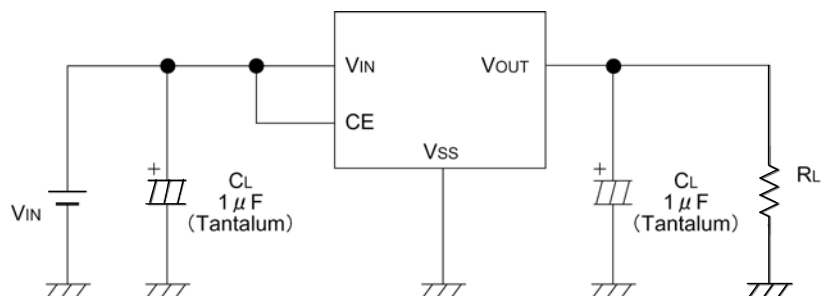 VIN
VOUT
CE
VSS
+
CL
1μF
(Tantalum)
VIN
+
CL
1μF
(Tantalum)
RL